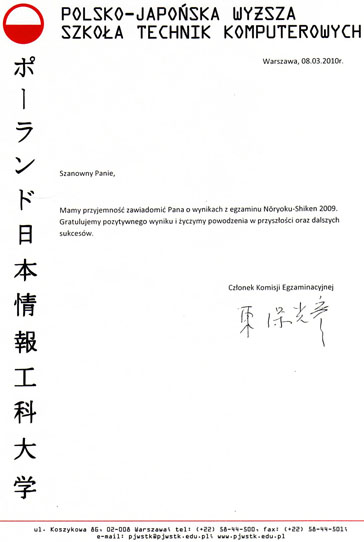 POLSKO-JAPOŃSKA WYŻSZA
SZKOŁA TECHNIK KOMPUTEROWYCH
ポーランド日本情報工科大学
Warszawa, 08.03.2010r.
Szanowny Panie,
Mamy przyjemność zawiadomić Pana o wynikach z egzaminu Nōryoku-Shiken 2009.
Gratulujemy pozytywnego wyniku i życzymy powodzenia w przyszłości oraz dalszych
sukcesów.
Członek Komisji Egzaminacyjnej
東保光彦
ul. Koszykowa 86, 02-008 Warszawa; tel: (+22) 58-44-500, fax: (+22) 58-44-501;
e-mail: pjwstk@pjwstk.edu.pl; www.pjwstk.edu.pl